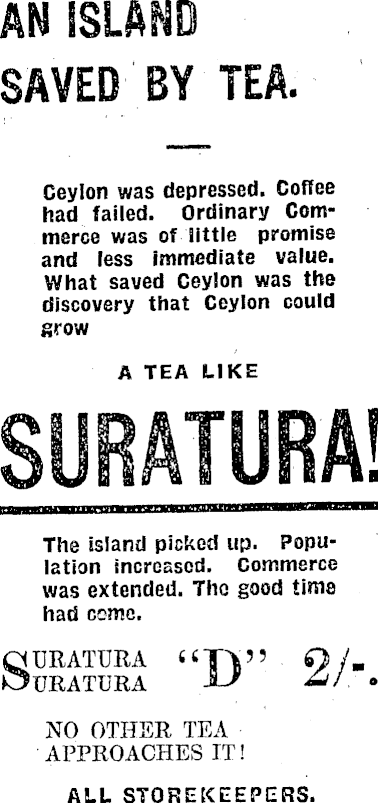 AN ISLAND
SAVED BY TEA.
Ceylon was depressed. Coffee
had failed. Ordinary Com-
merce was of little promise
and less immediate value.
What saved Ceylon was the
discovery that Ceylon could
grow
A TEA LIKE
SURATURA!
The island picked up. Popu-
lation increased. Commerce
was extended. The good time
had come.
SURATURA "D" 2/-.
SURATURA
NO OTHER TEA
APPROACHES IT!
ALL STOREKEEPERS.